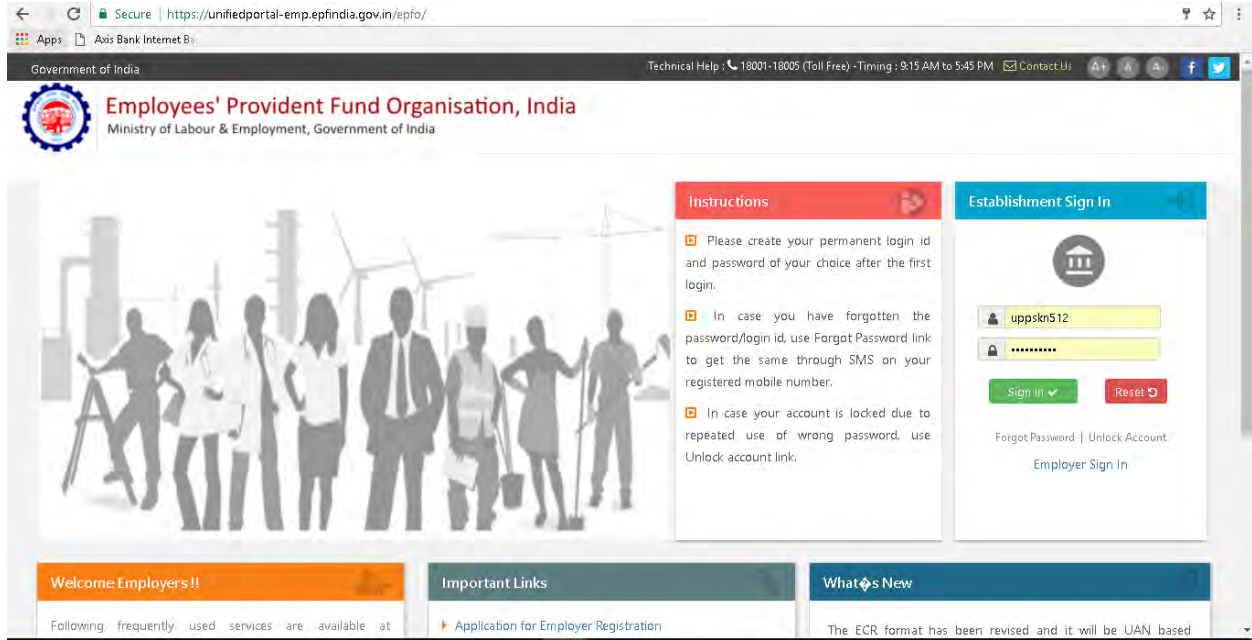 Secure | https://unifiedportal-emp.epfindia.gov.in/epfo/
Apps Axis Bank Internet Ba
Government of India
Technical Help : 18001-18005 (Toll Free) -Timing : 9:15 AM to 5:45 PM Contact Us A+ A A- f
Employees' Provident Fund Organisation, India
Ministry of Labour & Employment, Government of India
Instructions
Please create your permanent login id
and password of your choice after the first
login.
In case you have forgotten the
password/login id, use Forgot Password link
to get the same through SMS on your
registered mobile number.
In case your account is locked due to
repeated use of wrong password, use
Unlock account link.
Establishment Sign In
uppskn512
••••••••••
Sign in Reset
Forgot Password | Unlock Account
Employer Sign In
Welcome Employers !!
Following frequently used services are available at
Important Links
Application for Employer Registration
What�s New
The ECR format has been revised and it will be UAN based